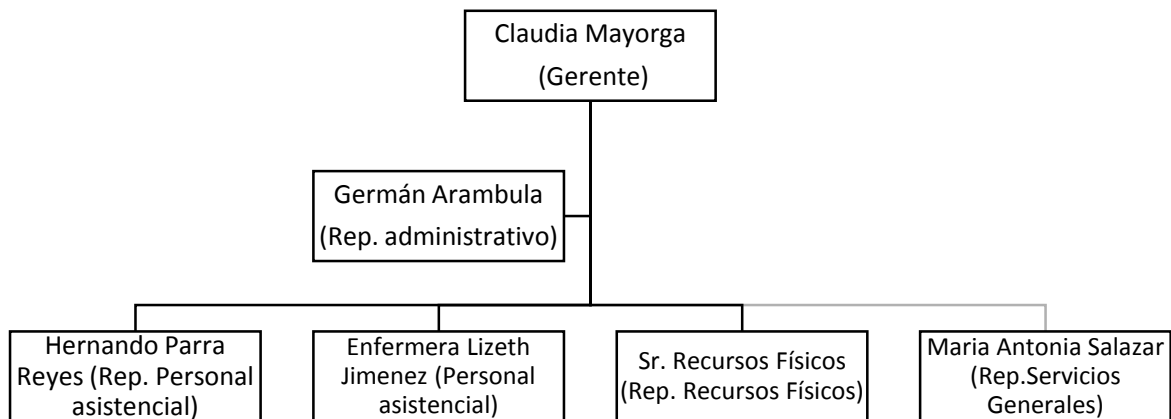 Claudia Mayorga
(Gerente)
Germán Arambula
(Rep. administrativo)
Hernando Parra
Reyes (Rep. Personal
asistencial)
Enfermera Lizeth
Jimenez (Personal
asistencial)
Sr. Recursos Físicos
(Rep. Recursos Físicos)
Maria Antonia Salazar
(Rep.Servicios
Generales)